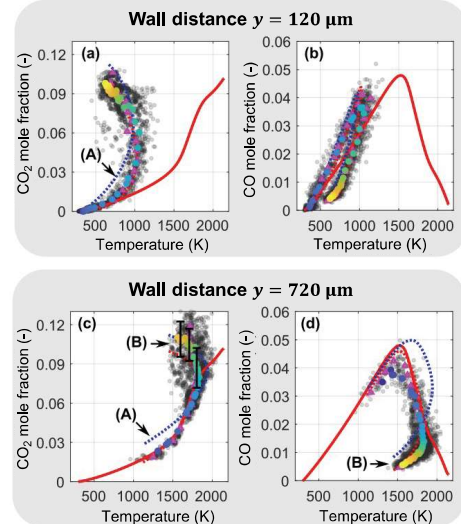 Wall distance y = 120 μm
(a)
(b)
CO₂ mole fraction (-)
0.12
0.09
0.06
0.03
0
(A)
500 1000 1500 2000
Temperature (K)
CO mole fraction (-)
0.06
0.05
0.04
0.03
0.02
0.01
0
500 1000 1500 2000
Temperature (K)
Wall distance y = 720 μm
(c)
(d)
CO₂ mole fraction (-)
0.12
0.09
0.06
0.03
0
(B)
(A)
500 1000 1500 2000
Temperature (K)
CO mole fraction (-)
0.06
0.05
0.04
0.03
0.02
0.01
0
(B)
500 1000 1500 2000
Temperature (K)